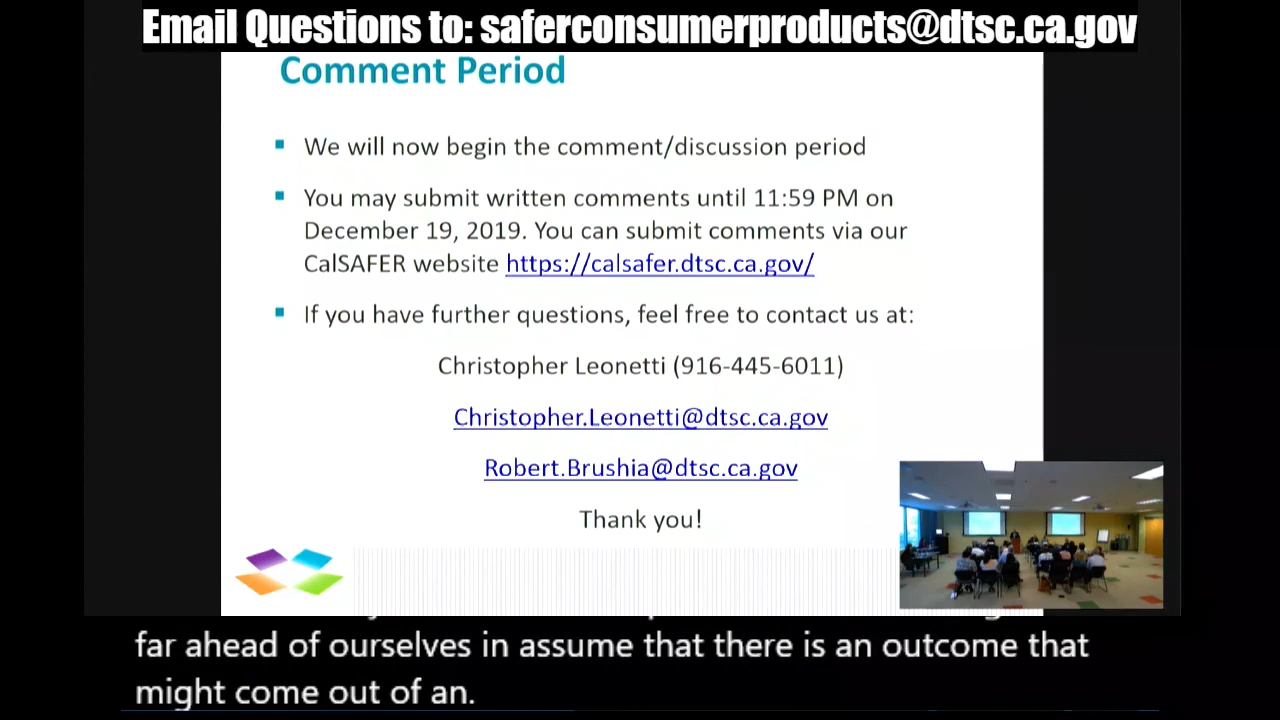 Email Questions to: saferconsumerproducts@dtsc.ca.gov
Comment Period
We will now begin the comment/discussion period
You may submit written comments until 11:59 PM on
December 19, 2019. You can submit comments via our
CalSAFER website https://calsafer.dtsc.ca.gov/
If you have further questions, feel free to contact us at:
Christopher Leonetti (916-445-6011)
Christopher.Leonetti@dtsc.ca.gov
Robert.Brushia@dtsc.ca.gov
Thank you!
far ahead of ourselves in assume that there is an outcome that
might come out of an.